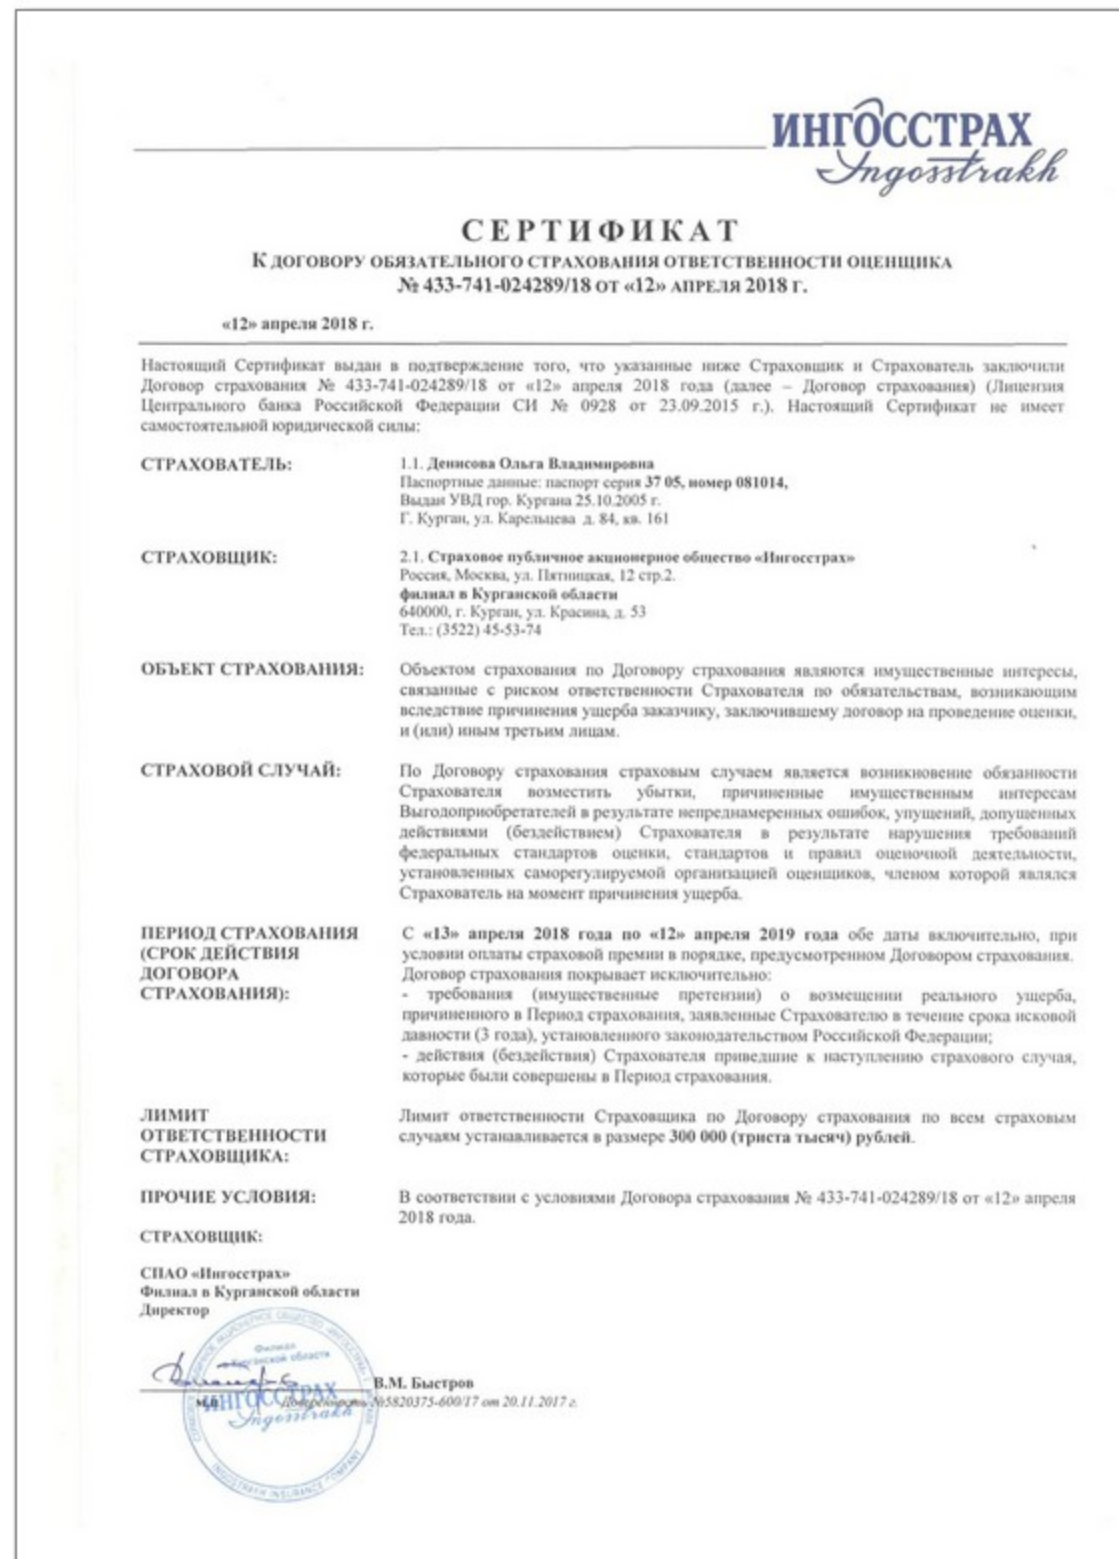 ИНГОССТРАХ
Ingosstrakh
СЕРТИФИКАТ
К ДОГОВОРУ ОБЯЗАТЕЛЬНОГО СТРАХОВАНИЯ ОТВЕТСТВЕННОСТИ ОЦЕНЩИКА
№ 433-741-024289/18 ОТ «12» АПРЕЛЯ 2018 Г.
«12» апреля 2018 г.
Настоящий Сертификат выдан в подтверждение того, что указанные ниже Страховщик и Страхователь заключили
Договор страхования № 433-741-024289/18 от «12» апреля 2018 года (далее – Договор страхования) (Лицензия
Центрального банка Российской Федерации СИ № 0928 от 23.09.2015 г.). Настоящий Сертификат не имеет
самостоятельной юридической силы:
СТРАХОВАТЕЛЬ:
1.1. Денисова Ольга Владимировна
Паспортные данные: паспорт серия 37 05, номер 081014,
Выдан УВД гор. Кургана 25.10.2005 г.
Г. Курган, ул. Карельцева д. 84, кв. 161
СТРАХОВЩИК:
2.1. Страховое публичное акционерное общество «Ингосстрах»
Россия, Москва, ул. Пятницкая, 12 стр.2.
филиал в Курганской области
640000, г. Курган, ул. Красина, д. 53
Тел.: (3522) 45-53-74
ОБЪЕКТ СТРАХОВАНИЯ:
Объектом страхования по Договору страхования являются имущественные интересы,
связанные с риском ответственности Страхователя по обязательствам, возникающим
вследствие причинения ущерба заказчику, заключившему договор на проведение оценки,
и (или) иным третьим лицам.
СТРАХОВОЙ СЛУЧАЙ:
По Договору страхования страховым случаем является возникновение обязанности
Страхователя возместить убытки, причиненные имущественным интересам
Выгодоприобретателей в результате непреднамеренных ошибок, упущений, допущенных
действиями (бездействием) Страхователя в результате нарушения требований
федеральных стандартов оценки, стандартов и правил оценочной деятельности,
установленных саморегулируемой организацией оценщиков, членом которой являлся
Страхователь на момент причинения ущерба.
ПЕРИОД СТРАХОВАНИЯ
(СРОК ДЕЙСТВИЯ
ДОГОВОРА
СТРАХОВАНИЯ):
С «13» апреля 2018 года по «12» апреля 2019 года обе даты включительно, при
условии оплаты страховой премии в порядке, предусмотренном Договором страхования.
Договор страхования покрывает исключительно:
- требования (имущественные претензии) о возмещении реального ущерба,
причиненного в Период страхования, заявленные Страхователю в течение срока исковой
давности (3 года), установленного законодательством Российской Федерации;
- действия (бездействия) Страхователя приведшие к наступлению страхового случая,
которые были совершены в Период страхования.
ЛИМИТ
ОТВЕТСТВЕННОСТИ
СТРАХОВЩИКА:
Лимит ответственности Страховщика по Договору страхования по всем страховым
случаям устанавливается в размере 300 000 (триста тысяч) рублей.
ПРОЧИЕ УСЛОВИЯ:
В соответствии с условиями Договора страхования № 433-741-024289/18 от «12» апреля
2018 года.
СТРАХОВЩИК:
СПАО «Ингосстрах»
Филиал в Курганской области
Директор
Филиал
в Курганской области
В.М. Быстров
М.П.
Доверенность №5820375-600/17 от 20.11.2017 г.
ИНГОССТРАХ
Ingosstrakh
INGOSSTRAKH INSURANCE COMPANY